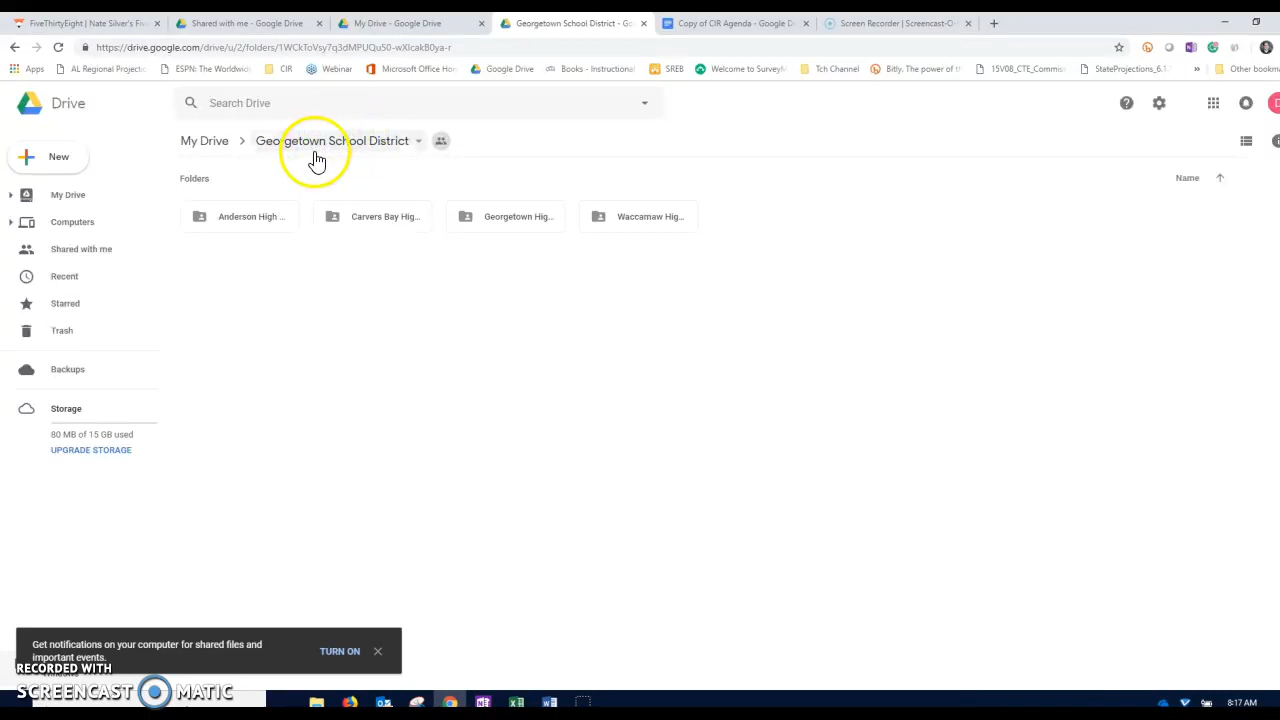 FiveThirtyEight | Nate Silver's Five
Shared with me - Google Drive
My Drive - Google Drive
Georgetown School District - Go
Copy of CIR Agenda - Google D
Screen Recorder | Screencast-O-
https://drive.google.com/drive/u/2/folders/1WCkToVsy7q3dMPUQu50-wXlcakB0ya-r
Apps
AL Regional Projectio
ESPN: The Worldwide
CIR
Webinar
Microsoft Office Hom
Google Drive
Books - Instructional
SREB
Welcome to SurveyM
Tch Channel
Bitly. The power of th
15V08_CTE_Commiss
StateProjections_6.1
»
Other bookma
Drive
Search Drive
My Drive > Georgetown School District
New
Folders
Name
My Drive
Computers
Shared with me
Recent
Starred
Trash
Backups
Storage
80 MB of 15 GB used
UPGRADE STORAGE
Anderson High ...
Carvers Bay Hig...
Georgetown Hig...
Waccamaw Hig...
Get notifications on your computer for shared files and
important events.
TURN ON
RECORDED WITH
SCREENCAST MATIC
8:17 AM